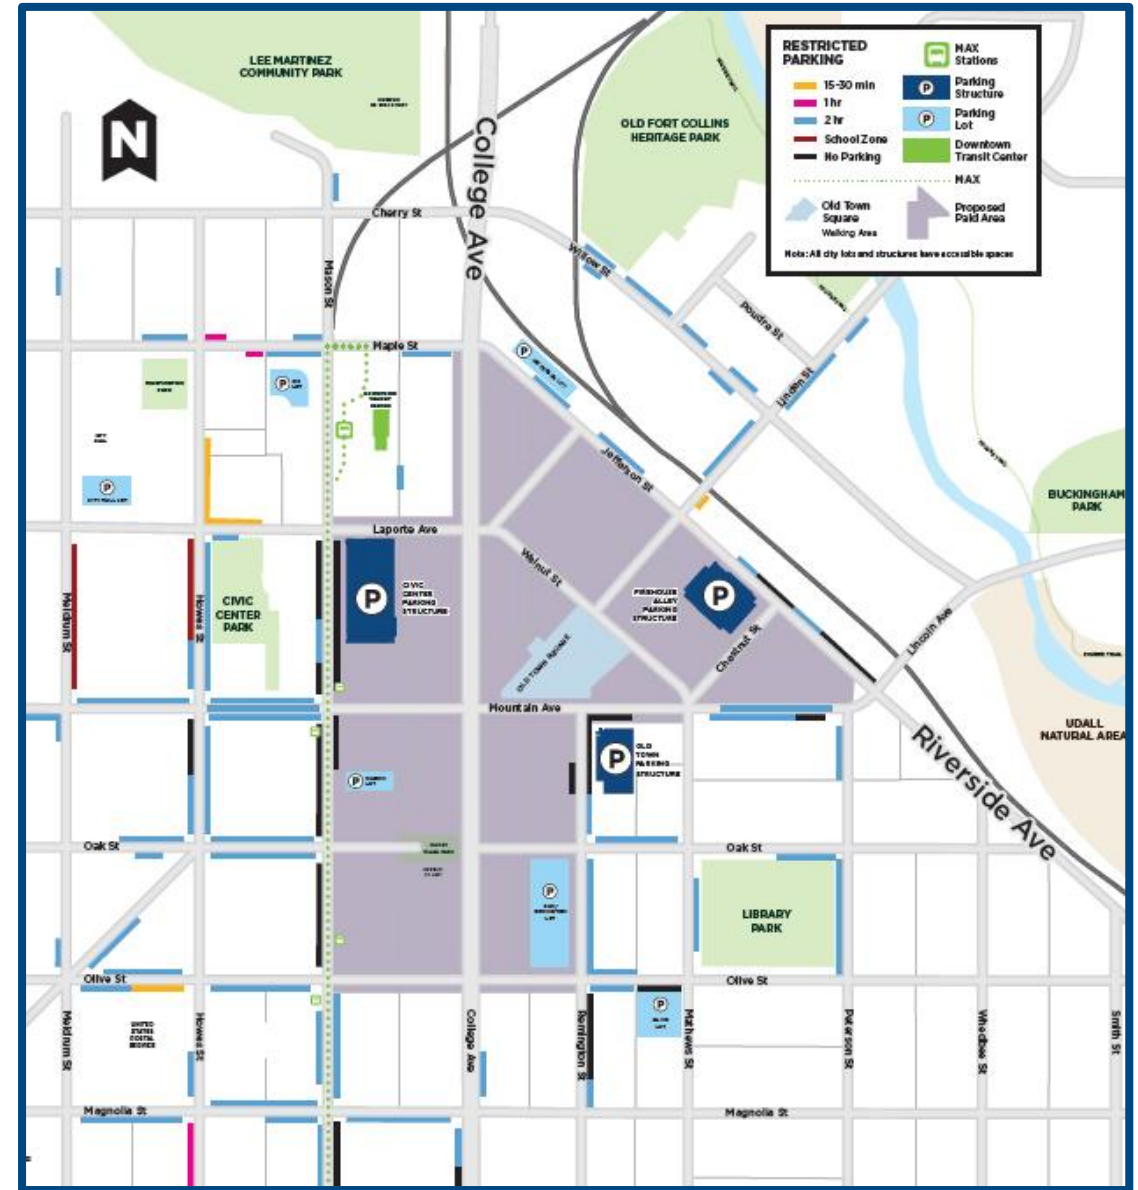 LEE MARTINEZ
COMMUNITY PARK
N
College Ave
OLD FORT COLLINS
HERITAGE PARK
RESTRICTED
PARKING
15-30 min
1 hr
2 hr
School Zone
No Parking
MAX
Stations
P
Parking
Structure
P
Parking
Lot
Downtown
Transit Center
MAX
Old Town
Square
Walking Area
Proposed
Paid Area
Note: All city lots and structures have accessible spaces
Cherry St
Mason St
Willow St
Poudre St
Linden St
Maple St
P
P
Jefferson St
P
BUCKINGHAM
PARK
Laporte Ave
Walnut St
P
CIVIC
CENTER
PARKING
STRUCTURE
CIVIC
CENTER
PARK
Meldrum St
Howes St
FIREHOUSE
ALLEY
PARKING
STRUCTURE
P
Chestnut St
OLD TOWN SQUARE
Lincoln Ave
Mountain Ave
UDALL
NATURAL AREA
Riverside Ave
P
OLD
TOWN
PARKING
STRUCTURE
P
Oak St
Oak St
P
LIBRARY
PARK
Olive St
Olive St
UNITED
STATES
POSTAL
SERVICE
P
Meldrum St
Howes St
College Ave
Remington St
Mathews St
Peterson St
Whedbee St
Smith St
Magnolia St
Magnolia St